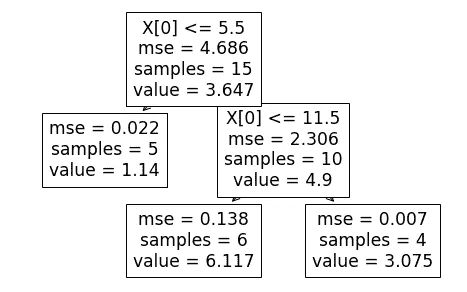 X[0] <= 5.5
mse = 4.686
samples = 15
value = 3.647
mse = 0.022
samples = 5
value = 1.14
X[0] <= 11.5
mse = 2.306
samples = 10
value = 4.9
mse = 0.138
samples = 6
value = 6.117
mse = 0.007
samples = 4
value = 3.075